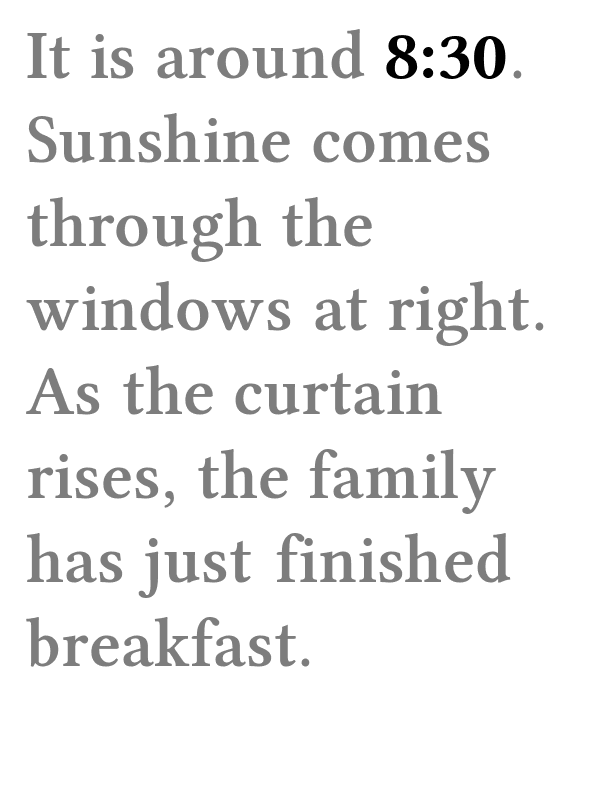 It is around 8:30.
Sunshine comes
through the
windows at right.
As the curtain
rises, the family
has just finished
breakfast.